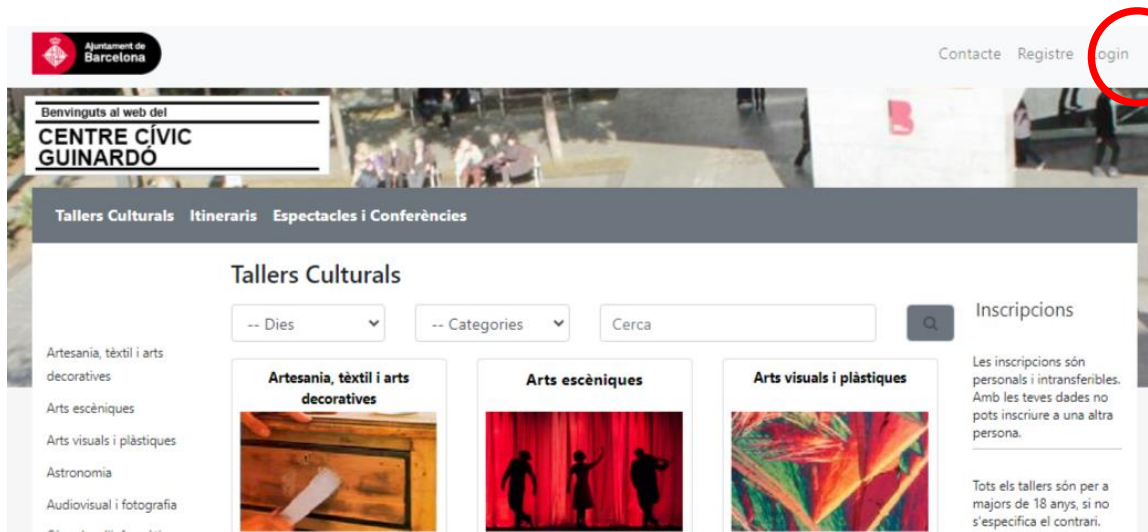 Ajuntament de
Barcelona
Contacte Registre Login
Benvinguts al web del
CENTRE CÍVIC
GUINARDÓ
Tallers Culturals Itineraris Espectacles i Conferències
Tallers Culturals
-- Dies
-- Categories
Cerca
Artesania, tèxtil i arts
decoratives
Arts escèniques
Arts visuals i plàstiques
Astronomia
Audiovisual i fotografia
Artesania, tèxtil i arts
decoratives
Arts escèniques
Arts visuals i plàstiques
Inscripcions
Les inscripcions són
personals i intransferibles.
Amb les teves dades no
pots inscriure a una altra
persona.
Tots els tallers són per a
majors de 18 anys, si no
s'especifica el contrari.